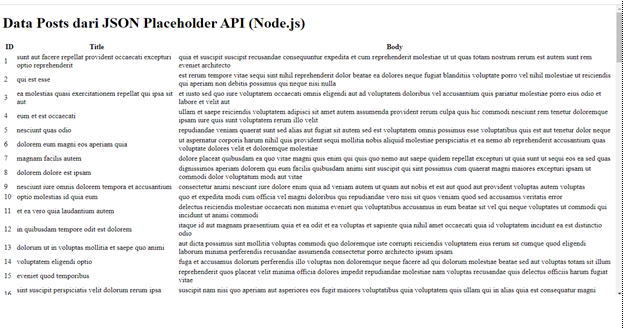 Data Posts dari JSON Placeholder API (Node.js)
ID Title Body
1 sunt aut facere repellat provident occaecati excepturi optio reprehenderit
quia et suscipit suscipit recusandae consequuntur expedita et cum reprehenderit molestiae ut ut quas totam nostrum rerum est autem sunt rem eveniet architecto
2 qui est esse
est rerum tempore vitae sequi sint nihil reprehenderit dolor beatae ea dolores neque fugiat blanditiis voluptate porro vel nihil molestiae ut reiciendis qui aperiam non debitis possimus qui neque nisi nulla
3 ea molestias quasi exercitationem repellat qui ipsa sit aut
et iusto sed quo iure voluptatem occaecati omnis eligendi aut ad voluptatem doloribus vel accusantium quis pariatur molestiae porro eius odio et labore et velit aut
4 eum et est occaecati
ullam et saepe reiciendis voluptatem adipisci sit amet autem assumenda provident rerum culpa quis hic commodi nesciunt rem tenetur doloremque ipsam iure quis sunt voluptatem rerum illo velit
5 nesciunt quas odio
repudiandae veniam quaerat sunt sed alias aut fugiat sit autem sed est voluptatem omnis possimus esse voluptatibus quis est aut tenetur dolor neque
6 dolorem eum magni eos aperiam quia
ut aspernatur corporis harum nihil quis provident sequi mollitia nobis aliquid molestiae perspiciatis et ea nemo ab reprehenderit accusantium quas voluptate dolores velit et doloremque molestiae
7 magnam facilis autem
dolore placeat quibusdam ea quo vitae magni quis enim qui quis quo nemo aut saepe quidem repellat excepturi ut quia sunt ut sequi eos ea sed quas
8 dolorem dolore est ipsam
dignissimos aperiam dolorem qui eum facilis quibusdam animi sint suscipit qui sint possimus cum quaerat magni maiores excepturi ipsam ut commodi dolor voluptatum modi aut vitae
9 nesciunt iure omnis dolorem tempora et accusantium
consectetur animi nesciunt iure dolore enim quia ad veniam autem ut quam aut nobis et est aut quod aut provident voluptas autem voluptas
10 optio molestias id quia eum
quo et expedita modi cum officia vel magni doloribus qui repudiandae vero nisi sit quos veniam quod sed accusamus veritatis error
11 et ea vero quia laudantium autem
delectus reiciendis molestiae occaecati non minima eveniet qui voluptatibus accusamus in eum beatae sit vel qui neque voluptates ut commodi qui incidunt ut animi commodi
12 in quibusdam tempore odit est dolorem
itaque id aut magnam praesentium quia et ea odit et ea voluptas et sapiente quia nihil amet occaecati quia id voluptatem incidunt ea est distinctio odio
13 dolorum ut in voluptas mollitia et saepe quo animi
aut dicta possimus sint mollitia voluptas commodi quo doloremque iste corrupti reiciendis voluptatem eius rerum sit cumque quod eligendi laborum minima perferendis recusandae assumenda consectetur porro architecto ipsum ipsam
14 voluptatem eligendi optio
fuga et accusamus dolorum perferendis illo voluptas non doloremque neque facere ad qui dolorum molestiae beatae sed aut voluptas totam sit illum
15 eveniet quod temporibus
reprehenderit quos placeat velit minima officia dolores impedit repudiandae molestiae nam voluptas recusandae quis delectus officiis harum fugiat vitae
16 sint suscipit perspiciatis velit dolorum rerum ipsa
suscipit nam nisi quo aperiam aut asperiores eos fugit maiores voluptatibus quia voluptatem quis ullam qui in alias quia est consequatur magni